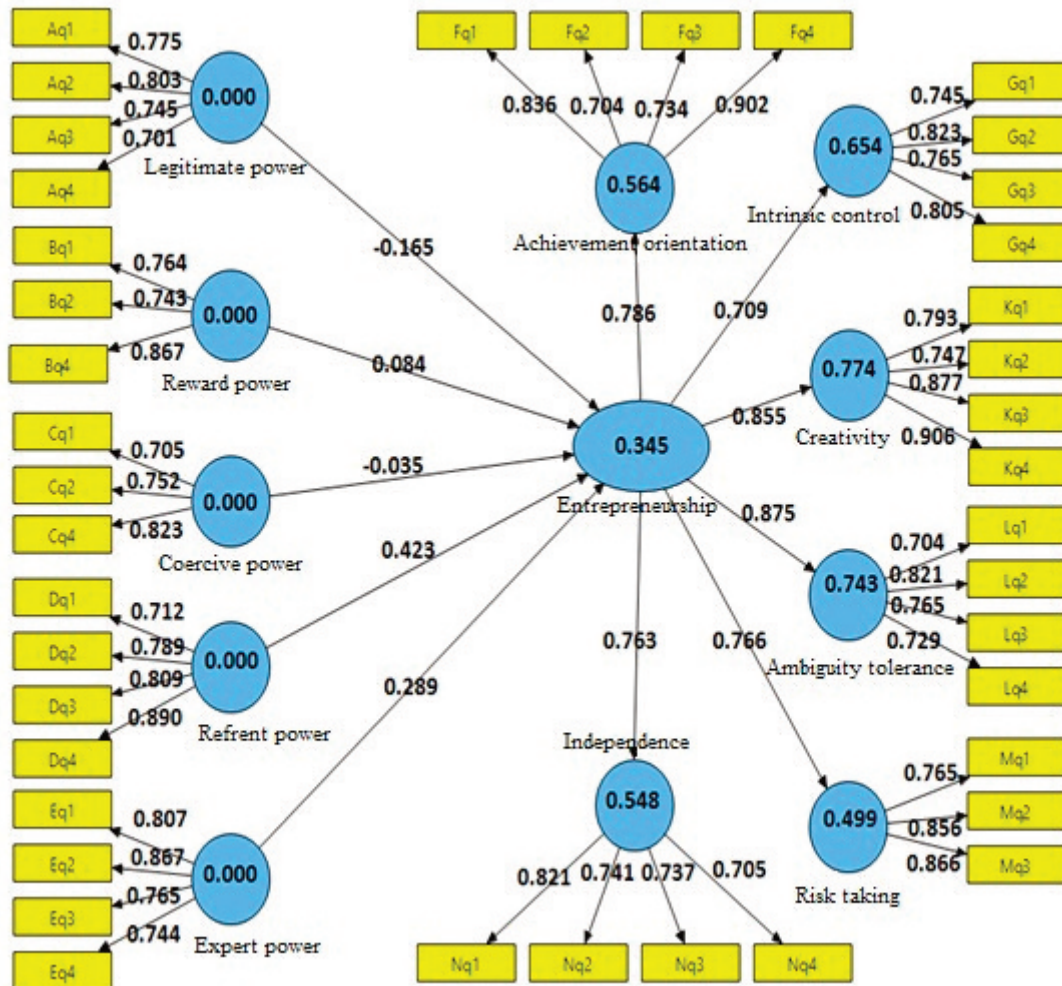 Aq1
0.775
Aq2
0.803
Aq3
0.745
Aq4
0.701
0.000
Legitimate power
-0.165
Bq1
0.764
Bq2
0.743
Bq4
0.867
0.000
Reward power
0.084
Cq1
0.705
Cq2
0.752
Cq4
0.823
0.000
Coercive power
-0.035
Dq1
0.712
Dq2
0.789
Dq3
0.809
Dq4
0.890
0.000
Refrent power
0.423
Eq1
0.807
Eq2
0.867
Eq3
0.765
Eq4
0.744
0.000
Expert power
0.289
Fq1
Fq2
Fq3
Fq4
0.836
0.704
0.734
0.902
0.564
Achievement orientation
0.786
0.345
Entrepreneurship
0.763
Independence
0.548
0.821
0.741
0.737
0.705
Nq1
Nq2
Nq3
Nq4
0.709
0.654
Intrinsic control
0.745
Gq1
0.823
Gq2
0.765
Gq3
0.805
Gq4
0.855
0.774
Creativity
0.793
Kq1
0.747
Kq2
0.877
Kq3
0.906
Kq4
0.875
0.743
Ambiguity tolerance
0.704
Lq1
0.821
Lq2
0.765
Lq3
0.729
Lq4
0.766
0.499
Risk taking
0.765
Mq1
0.856
Mq2
0.866
Mq3